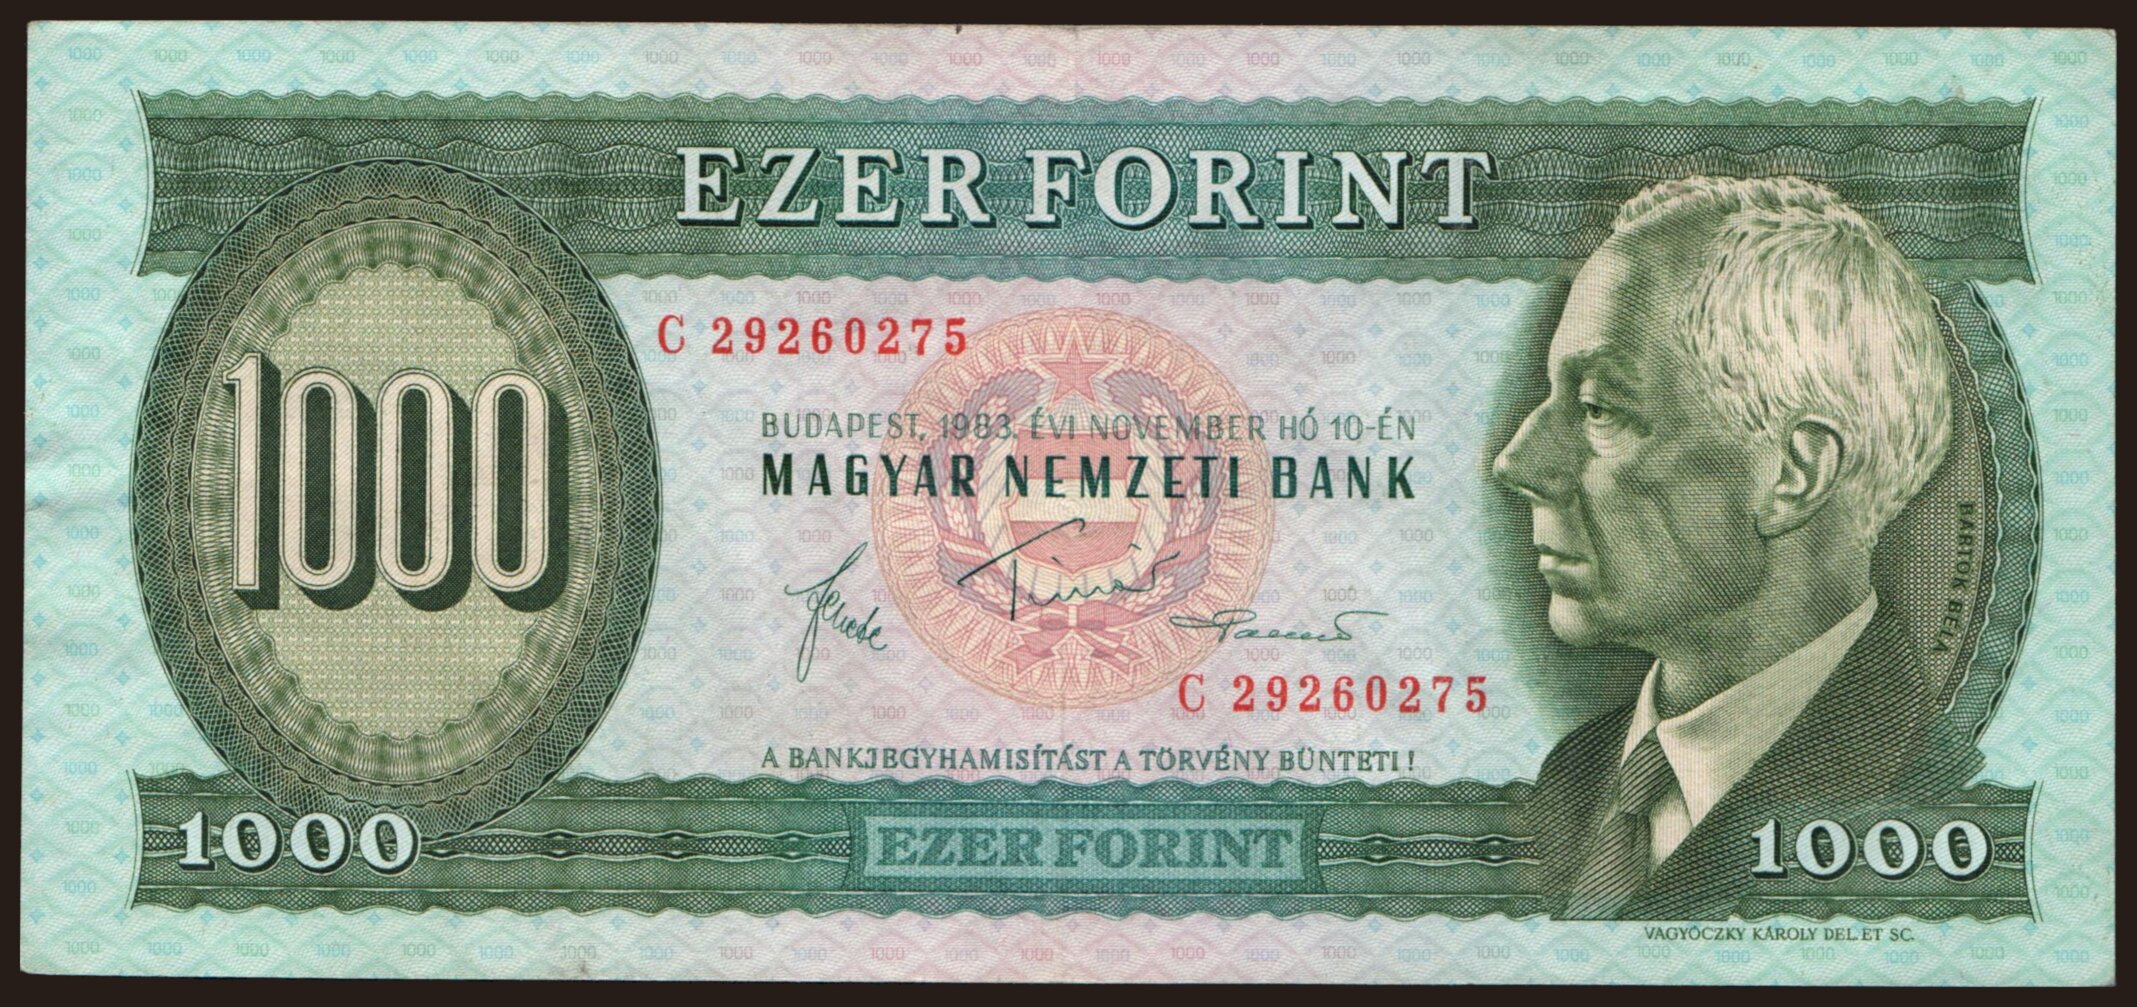 EZER FORINT
C 29260275
1000
BUDAPEST, 1983. ÉVI NOVEMBER HÓ 10-ÉN
MAGYAR NEMZETI BANK
BARTÓK BÉLA
C 29260275
A BANKJEGYHAMISÍTÁST A TÖRVÉNY BÜNTETI!
1000
EZER FORINT
1000
VAGYÓCZKY KÁROLY DEL. ET SC.